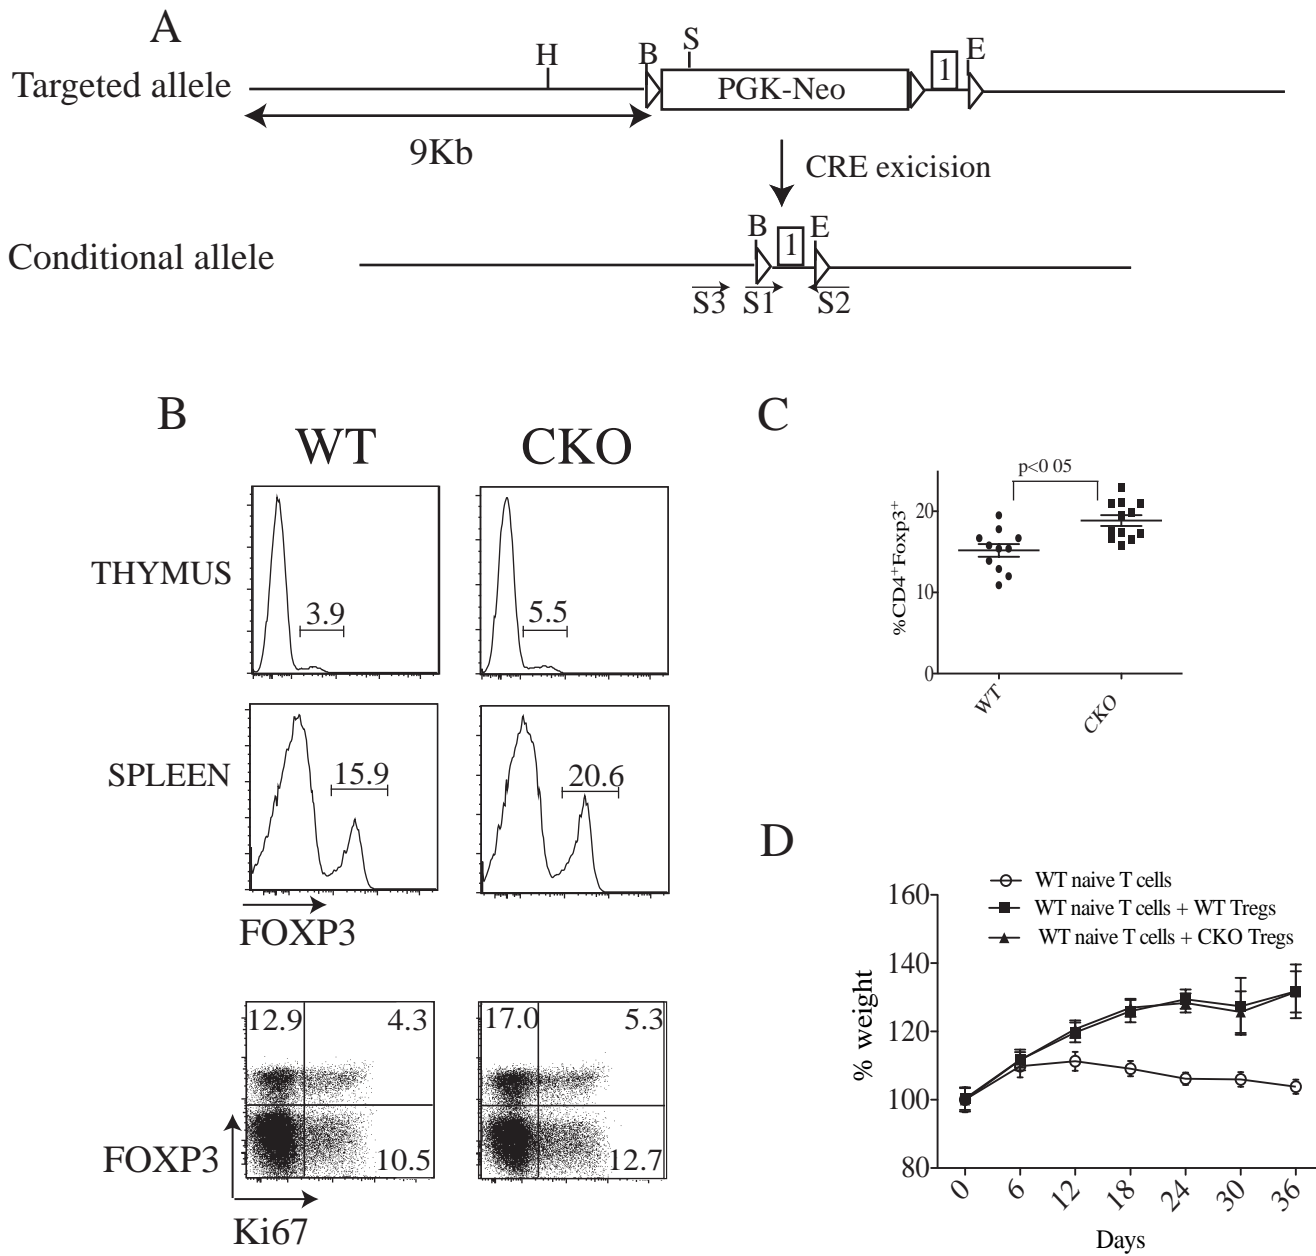 A
Targeted allele
H
B
S
PGK-Neo
1
E
9Kb
CRE exicision
Conditional allele
B
1
E
S3
S1
S2
B
WT
CKO
THYMUS
3.9
5.5
SPLEEN
15.9
20.6
FOXP3
12.9
4.3
17.0
5.3
10.5
12.7
FOXP3
Ki67
C
p<0 05
%CD4+Foxp3+
20
10
0
WT
CKO
D
WT naive T cells
WT naive T cells + WT Tregs
WT naive T cells + CKO Tregs
% weight
160
140
120
100
80
0
6
12
18
24
30
36
Days